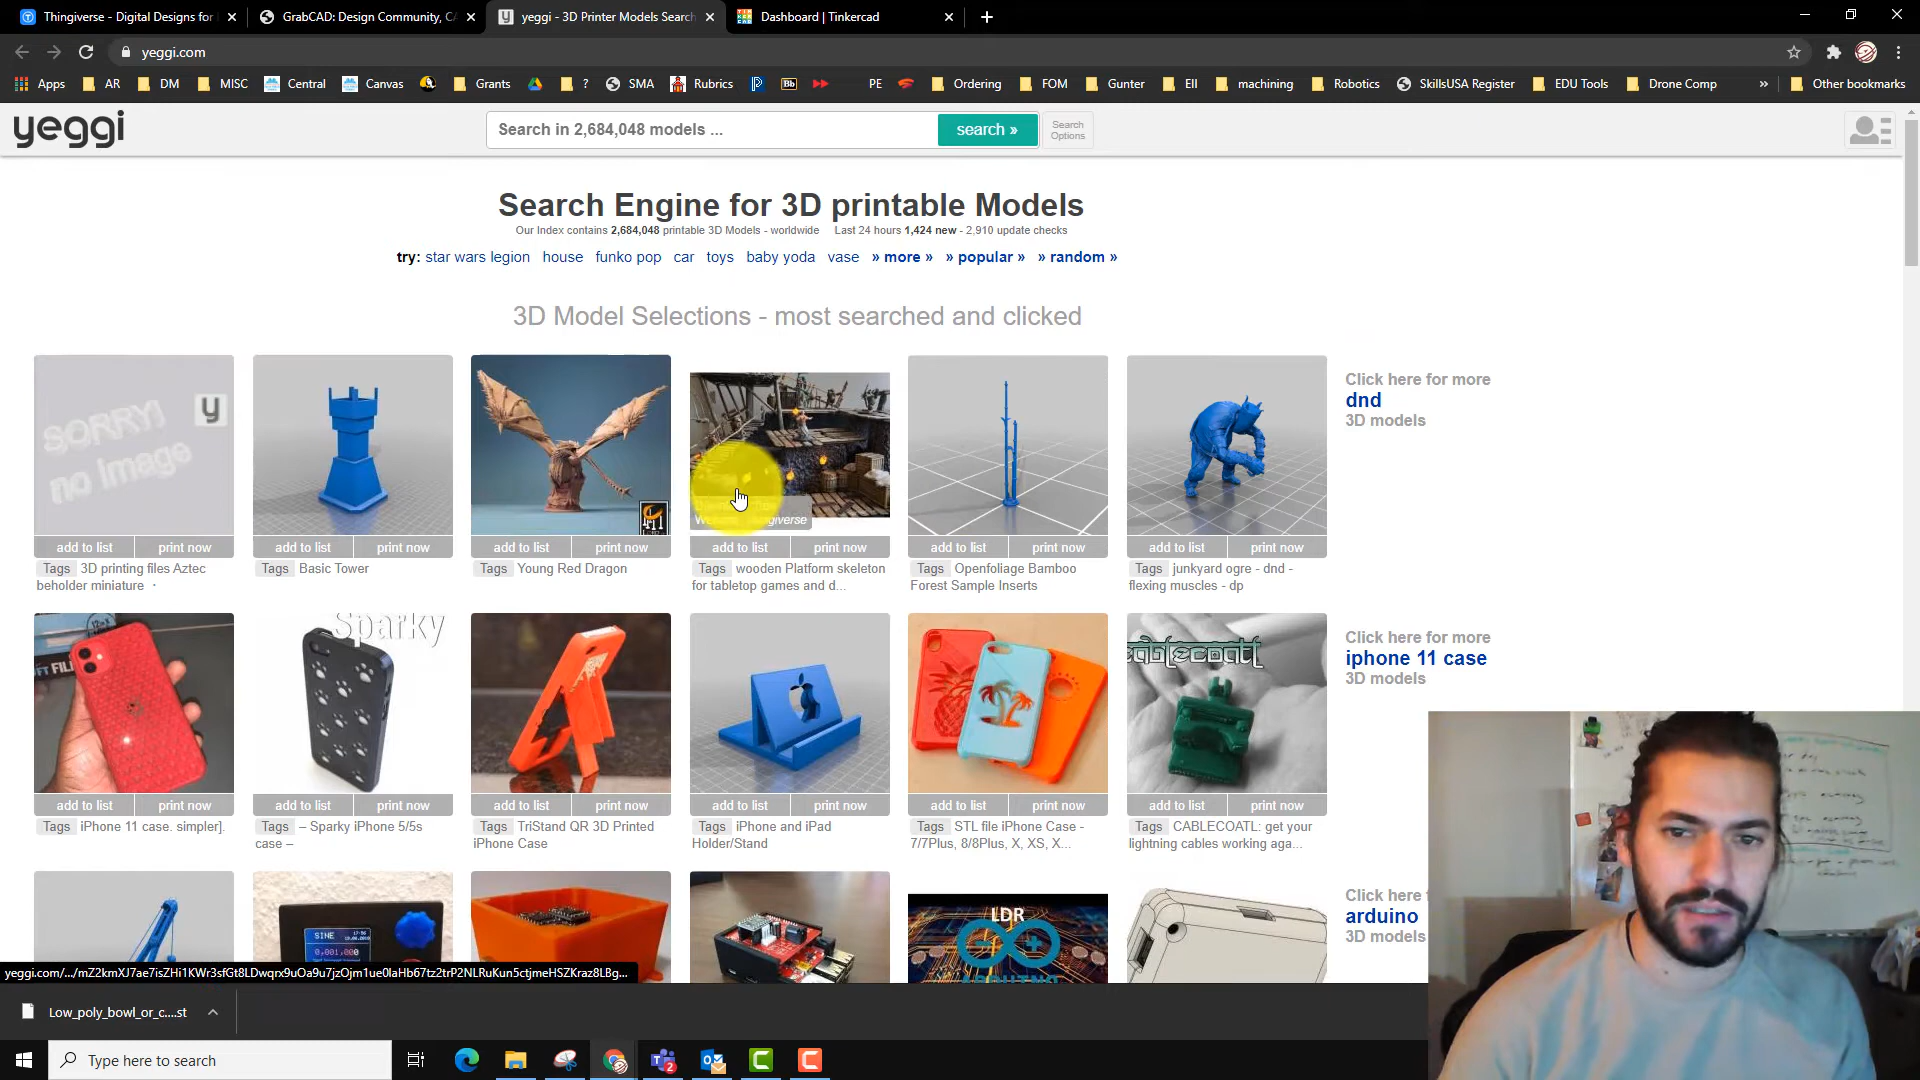 Thingiverse - Digital Designs for
GrabCAD: Design Community, CA
yeggi - 3D Printer Models Search
Dashboard | Tinkercad
yeggi.com
Apps AR DM MISC Central Canvas Grants ? SMA Rubrics Bb PE Ordering FOM Gunter EII machining Robotics SkillsUSA Register EDU Tools Drone Comp » Other bookmarks
yeggi
Search in 2,684,048 models ...
search »
Search
Options
Search Engine for 3D printable Models
Our Index contains 2,684,048 printable 3D Models - worldwide Last 24 hours 1,424 new - 2,910 update checks
try: star wars legion house funko pop car toys baby yoda vase » more » » popular » » random »
3D Model Selections - most searched and clicked
SORRY!
no image
y
add to list print now
Tags 3D printing files Aztec
beholder miniature ·
add to list print now
Tags Basic Tower
add to list print now
Tags Young Red Dragon
add to list print now
Tags wooden Platform skeleton
for tabletop games and d...
add to list print now
Tags Openfoliage Bamboo
Forest Sample Inserts
add to list print now
Tags junkyard ogre - dnd -
flexing muscles - dp
Click here for more
dnd
3D models
add to list print now
Tags iPhone 11 case. simpler].
Sparky
add to list print now
Tags – Sparky iPhone 5/5s
case –
add to list print now
Tags TriStand QR 3D Printed
iPhone Case
add to list print now
Tags iPhone and iPad
Holder/Stand
add to list print now
Tags STL file iPhone Case -
7/7Plus, 8/8Plus, X, XS, X...
add to list print now
Tags CABLECOATL: get your
lightning cables working aga...
Click here for more
iphone 11 case
3D models
SINE
LDR
ARDUINO
Click here
arduino
3D models
yeggi.com/.../mZ2kmXJ7ae7isZHi1KWr3sfGt8LDwqrx9uOa9u7jzOjm1ue0laHb67tz2trP2NLRuKun5ctjmeHSZKraz8LBg...
Low_poly_bowl_or_c....st
Type here to search
2